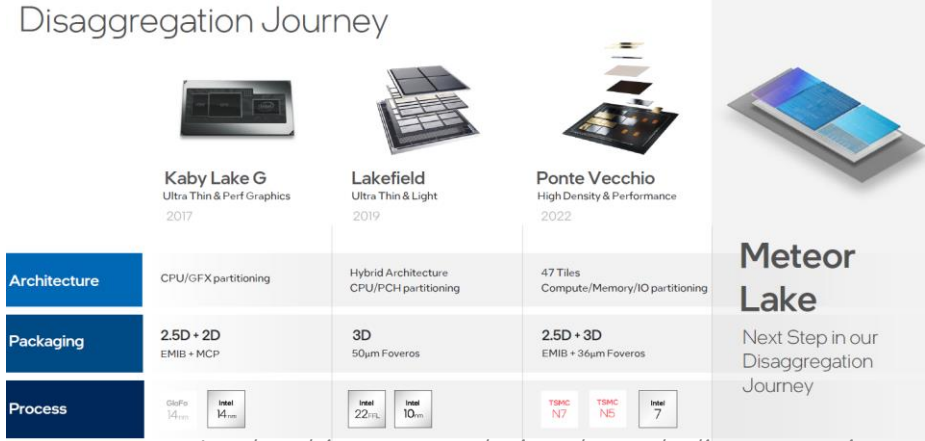 Disaggregation Journey
Kaby Lake G
Ultra Thin & Perf Graphics
2017
Lakefield
Ultra Thin & Light
2019
Ponte Vecchio
High Density & Performance
2022
Architecture
CPU/GFX partitioning
Hybrid Architecture
CPU/PCH partitioning
47 Tiles
Compute/Memory/IO partitioning
Packaging
2.5D + 2D
EMIB + MCP
3D
50µm Foveros
2.5D + 3D
EMIB + 36µm Foveros
Process
GloFo
14nm
Intel
14nm
Intel
22FFL
Intel
10nm
TSMC
N7
TSMC
N5
Intel
7
Meteor
Lake
Next Step in our
Disaggregation
Journey